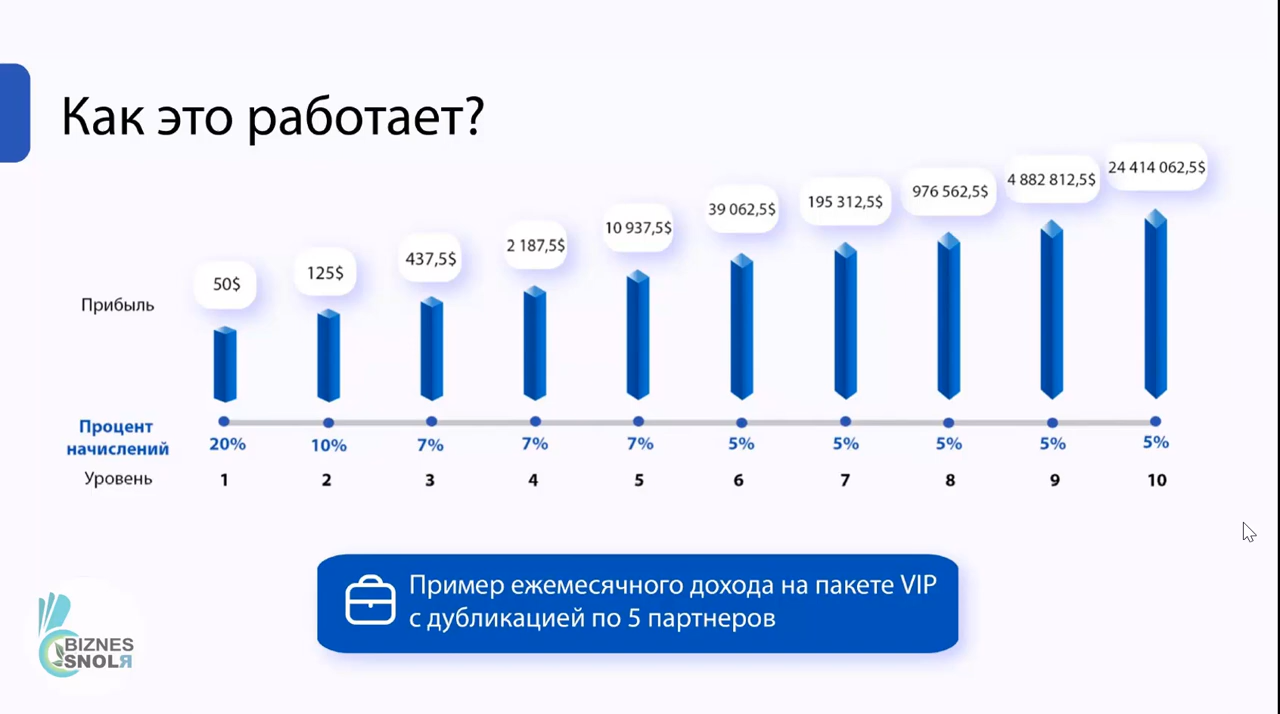 Как это работает?
50$ 125$ 437,5$ 2 187,5$ 10 937,5$ 39 062,5$ 195 312,5$ 976 562,5$ 4 882 812,5$ 24 414 062,5$
Прибыль
Процент
начислений
20% 10% 7% 7% 7% 5% 5% 5% 5% 5%
Уровень 1 2 3 4 5 6 7 8 9 10
Пример ежемесячного дохода на пакете VIP
с дубликацией по 5 партнеров
BIZNES
SNOLЯ